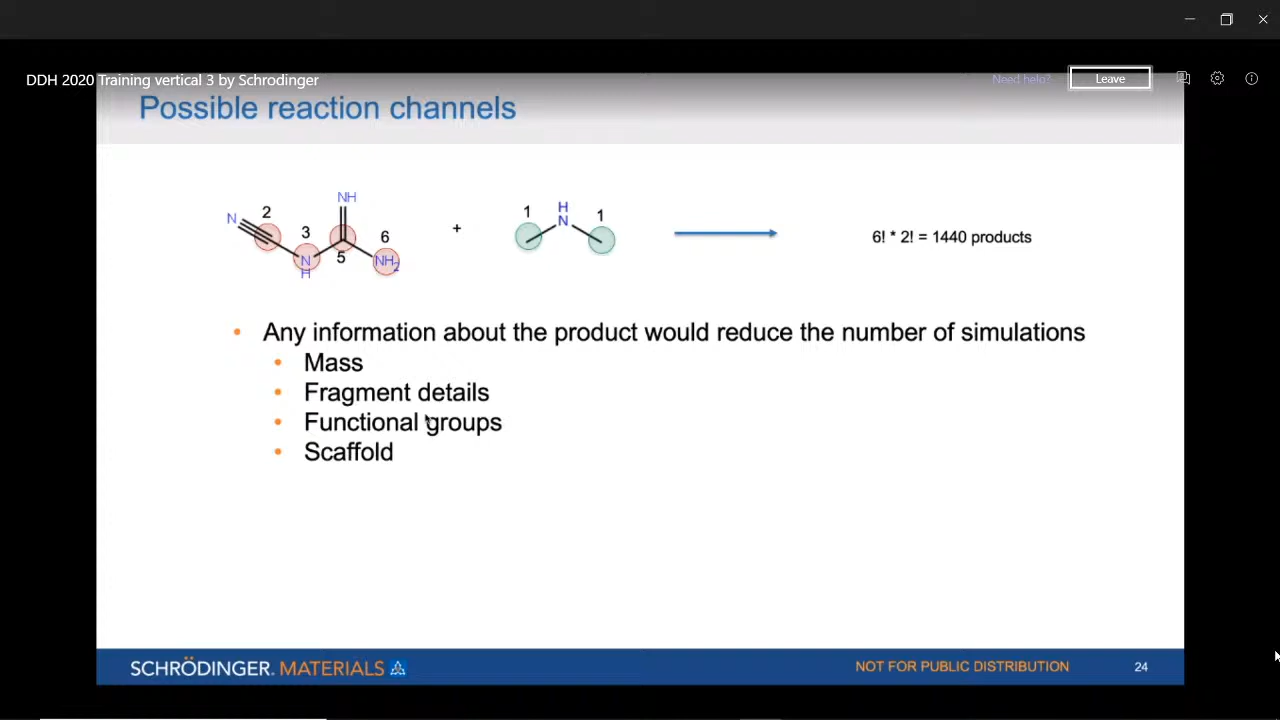 DDH 2020 Training vertical 3 by Schrodinger
Need help?
Leave
Possible reaction channels
NH
N
2
3
6
5
N
H
NH2
+
1
H
N
1
6! * 2! = 1440 products
• Any information about the product would reduce the number of simulations
• Mass
• Fragment details
• Functional groups
• Scaffold
SCHRÖDINGER. MATERIALS
NOT FOR PUBLIC DISTRIBUTION
24